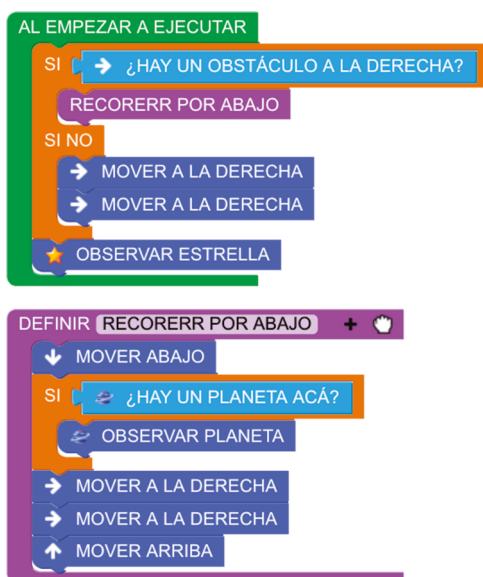 AL EMPEZAR A EJECUTAR
SI ¿HAY UN OBSTÁCULO A LA DERECHA?
RECORERR POR ABAJO
SI NO
MOVER A LA DERECHA
MOVER A LA DERECHA
OBSERVAR ESTRELLA
DEFINIR RECORERR POR ABAJO
MOVER ABAJO
SI ¿HAY UN PLANETA ACÁ?
OBSERVAR PLANETA
MOVER A LA DERECHA
MOVER A LA DERECHA
MOVER ARRIBA